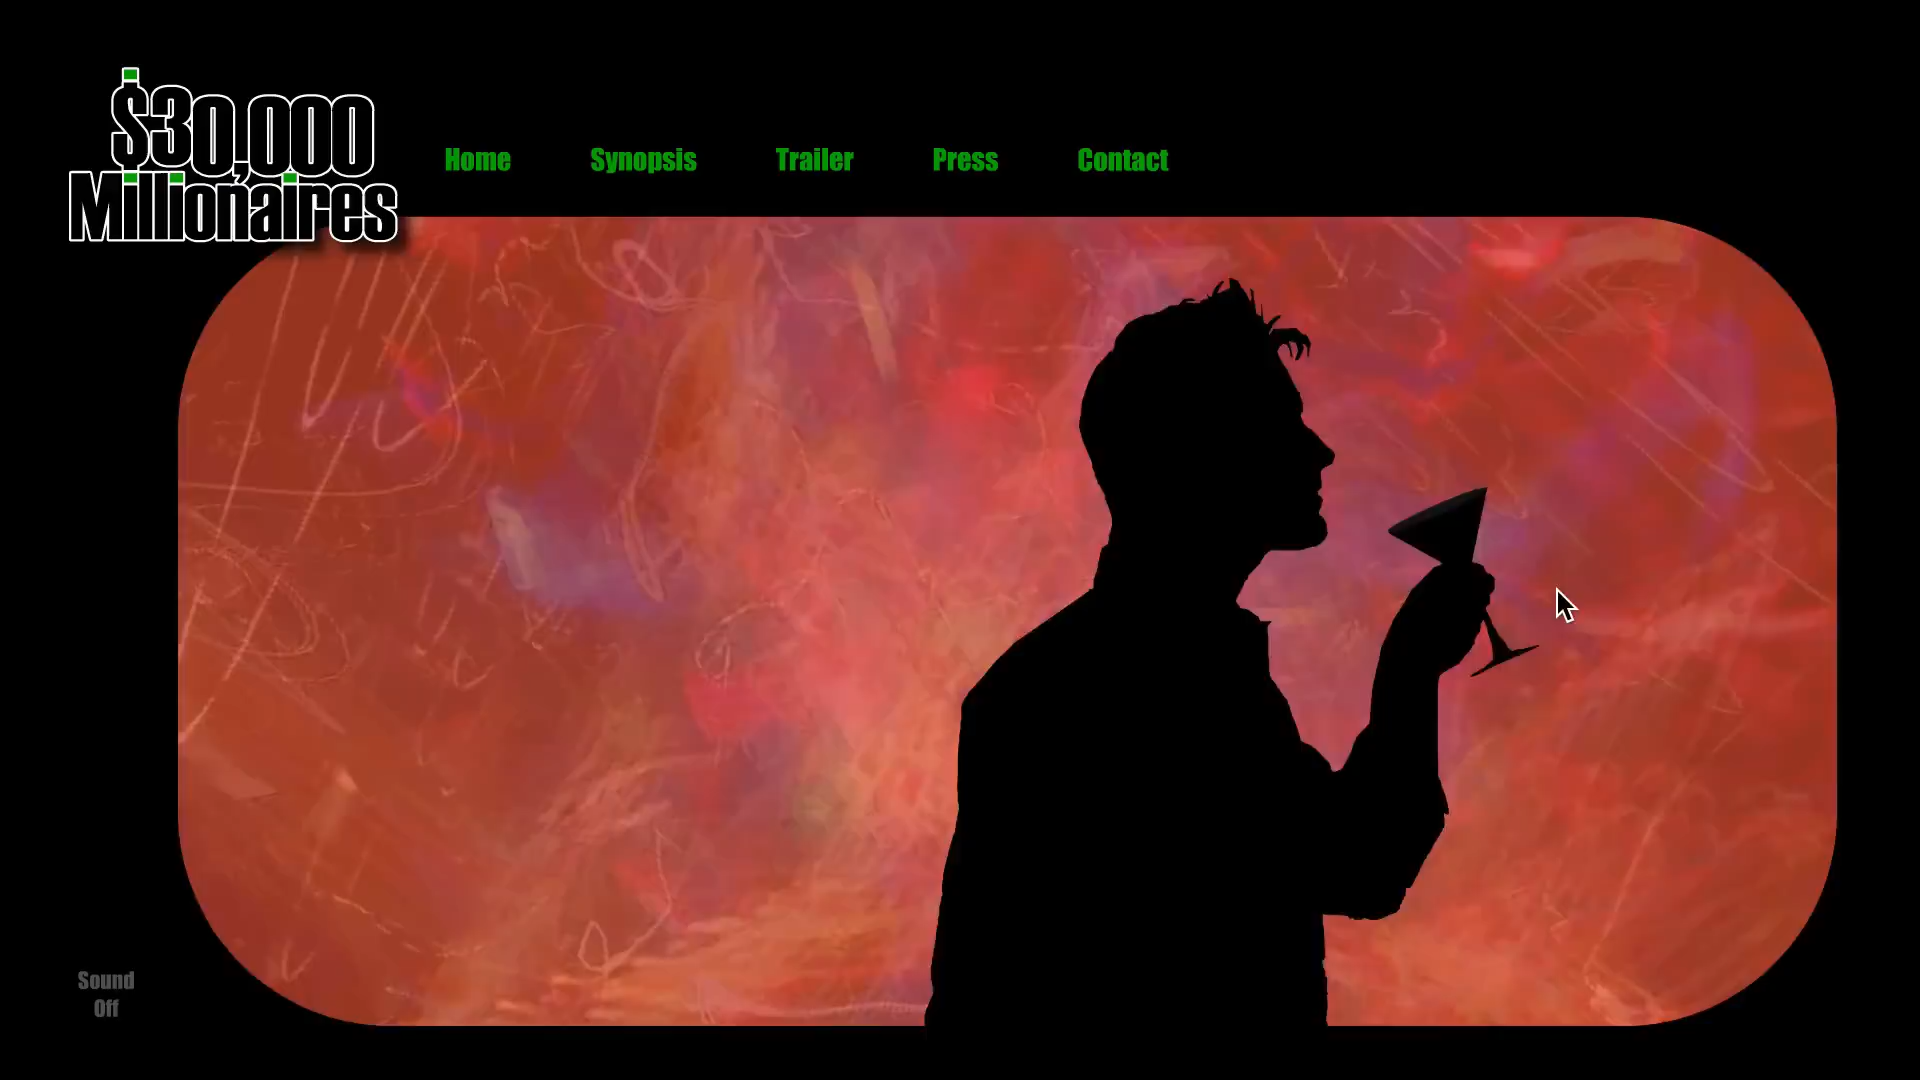 $30,000
Millionaires
Home
Synopsis
Trailer
Press
Contact
Sound
Off